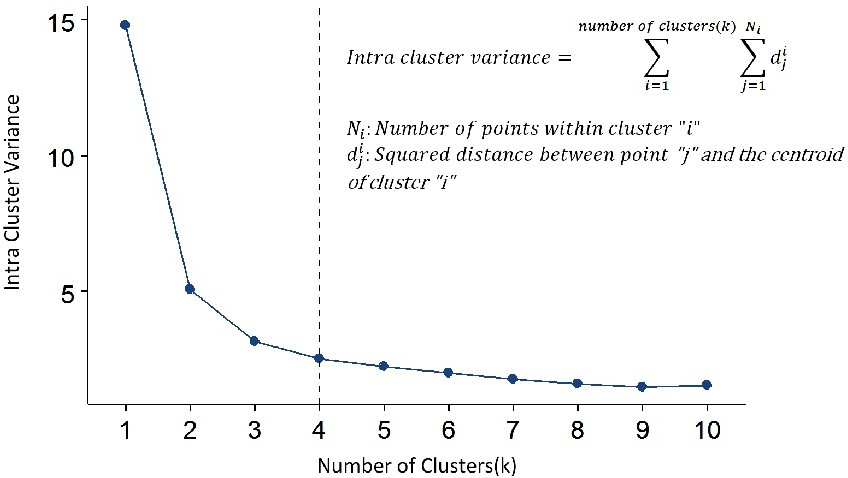 15
10
5
Intra Cluster Variance
number of clusters(k) N_i
Intra cluster variance = ∑ ∑ d_j^i
i=1 j=1
N_i: Number of points within cluster "i"
d_j^i: Squared distance between point "j" and the centroid
of cluster "i"
1 2 3 4 5 6 7 8 9 10
Number of Clusters(k)